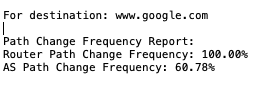 For destination: www.google.com
Path Change Frequency Report:
Router Path Change Frequency: 100.00%
AS Path Change Frequency: 60.78%